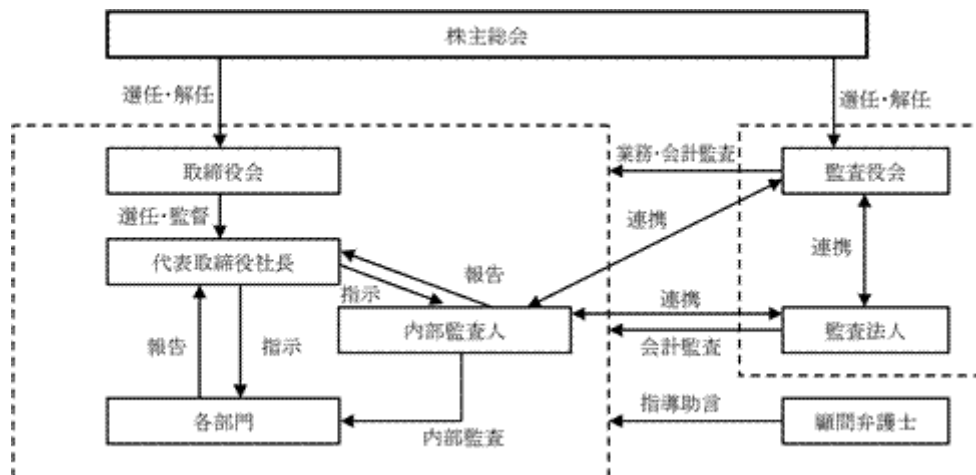 株主総会
選任・解任
選任・解任
取締役会
業務・会計監査
監査役会
選任・監督
連携
代表取締役社長
報告
連携
指示
連携
内部監査人
監査法人
報告
指示
会計監査
各部門
内部監査
指導助言
顧問弁護士